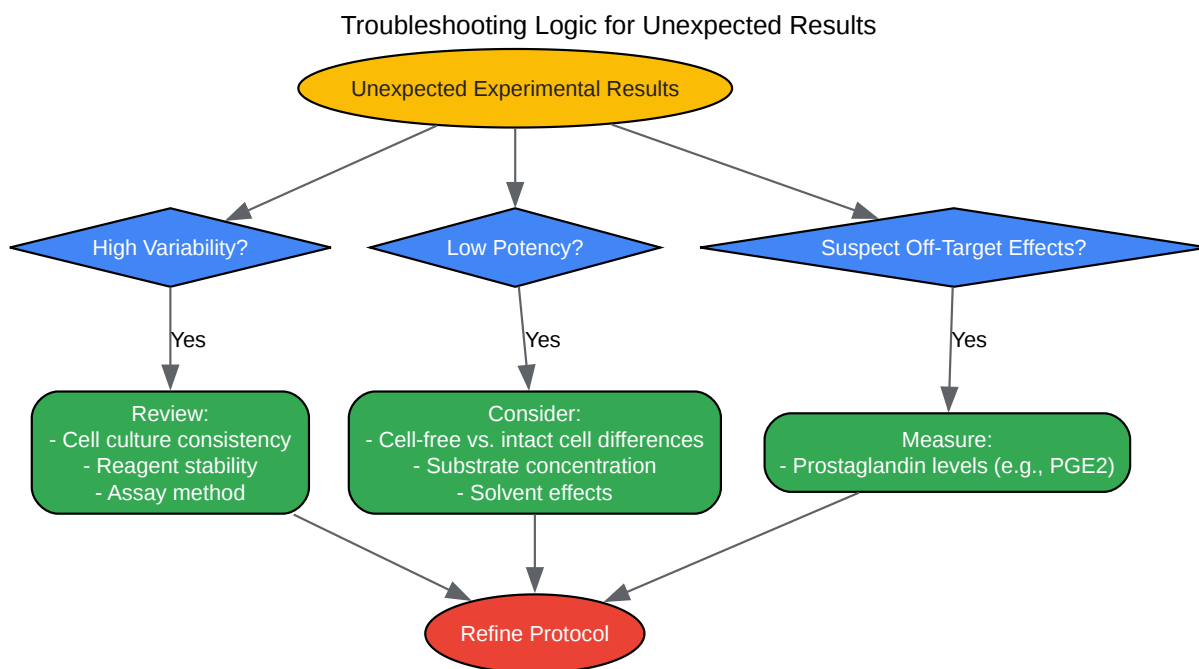 Troubleshooting Logic for Unexpected Results
Unexpected Experimental Results
High Variability?
Low Potency?
Suspect Off-Target Effects?
Yes
Yes
Yes
Review:
- Cell culture consistency
- Reagent stability
- Assay method
Consider:
- Cell-free vs. intact cell differences
- Substrate concentration
- Solvent effects
Measure:
- Prostaglandin levels (e.g., PGE2)
Refine Protocol